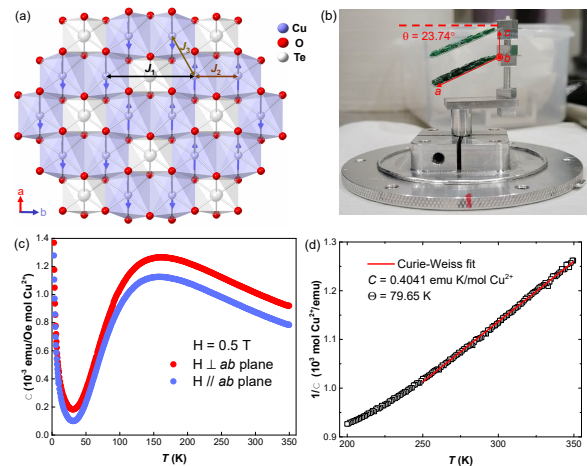 (a)
Cu
O
Te
J₃
J₁
J₂
a
b
(b)
θ = 23.74°
c
b
a
(c)
1.4
1.2
1.0
0.8
0.6
0.4
0.2
0.0
C (10⁻³ emu/Oe mol Cu²⁺)
H = 0.5 T
H ⊥ ab plane
H // ab plane
0 50 100 150 200 250 300 350
T (K)
(d)
1.3
1.2
1.1
1.0
0.9
1/C (10³ mol Cu²⁺/emu)
Curie-Weiss fit
C = 0.4041 emu K/mol Cu²⁺
Θ = 79.65 K
200 250 300 350
T (K)